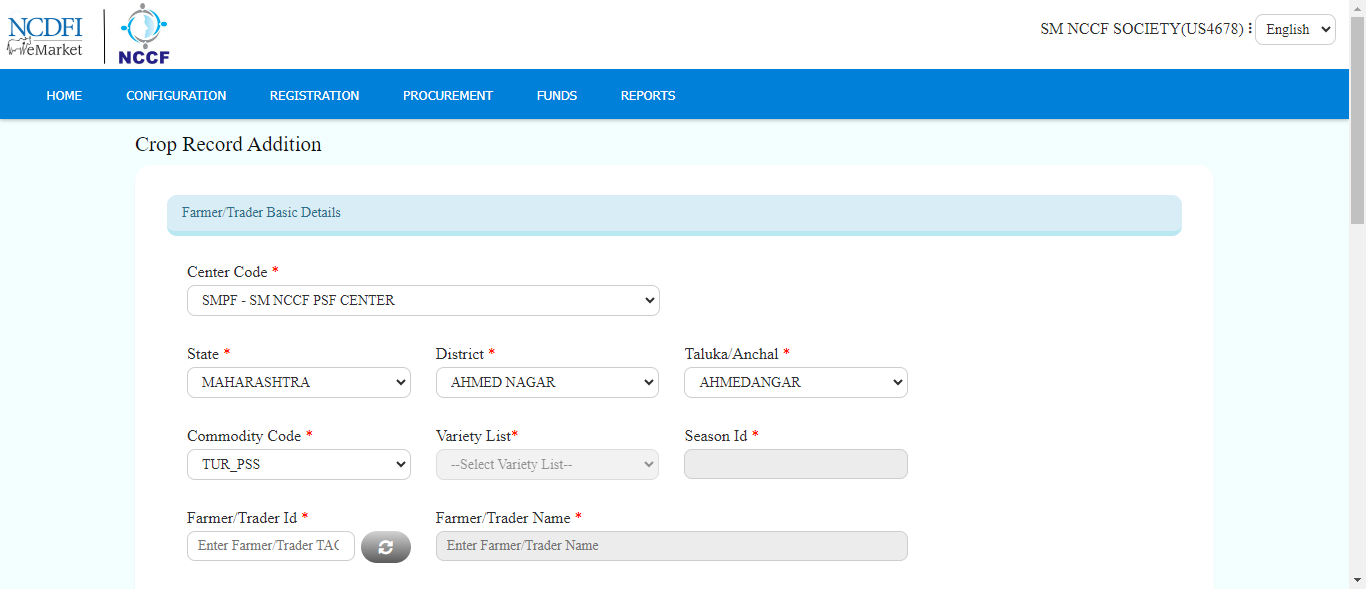 NCDFI
eMarket
NCCF
SM NCCF SOCIETY(US4678)
English
HOME CONFIGURATION REGISTRATION PROCUREMENT FUNDS REPORTS
Crop Record Addition
Farmer/Trader Basic Details
Center Code *
SMPF - SM NCCF PSF CENTER
State * District * Taluka/Anchal *
MAHARASHTRA AHMED NAGAR AHMEDANGAR
Commodity Code * Variety List* Season Id *
TUR_PSS --Select Variety List--
Farmer/Trader Id * Farmer/Trader Name *
Enter Farmer/Trader TAG Enter Farmer/Trader Name